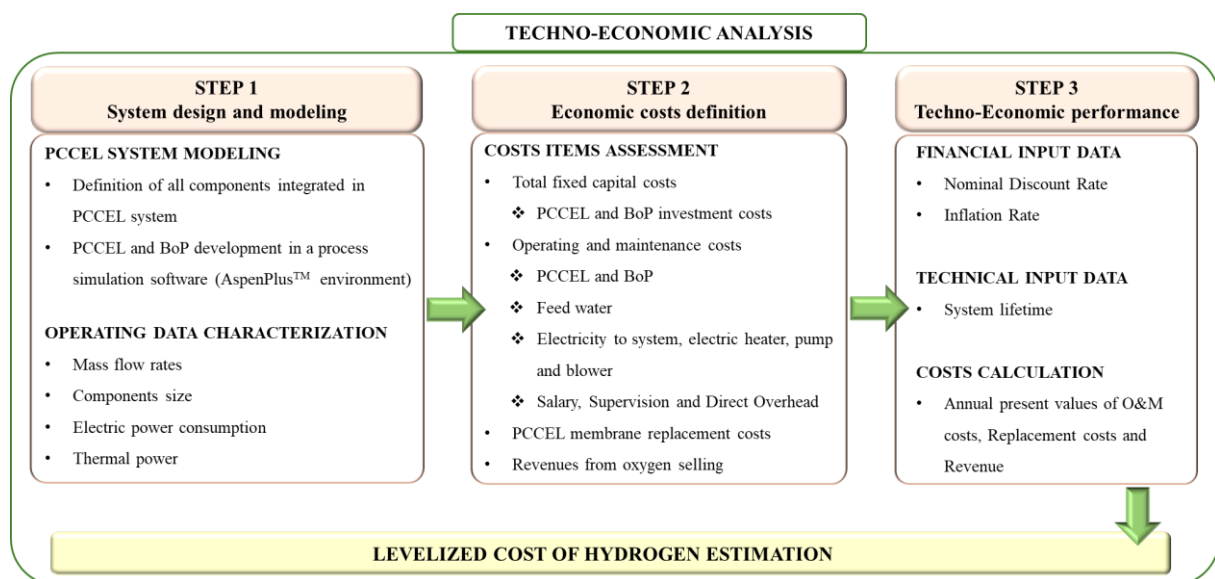 TECHNO-ECONOMIC ANALYSIS
STEP 1
System design and modeling
PCCEL SYSTEM MODELING
• Definition of all components integrated in
PCCEL system
• PCCEL and BoP development in a process
simulation software (AspenPlusTM environment)
OPERATING DATA CHARACTERIZATION
• Mass flow rates
• Components size
• Electric power consumption
• Thermal power
STEP 2
Economic costs definition
COSTS ITEMS ASSESSMENT
• Total fixed capital costs
❖ PCCEL and BoP investment costs
• Operating and maintenance costs
❖ PCCEL and BoP
❖ Feed water
❖ Electricity to system, electric heater, pump
and blower
❖ Salary, Supervision and Direct Overhead
• PCCEL membrane replacement costs
• Revenues from oxygen selling
STEP 3
Techno-Economic performance
FINANCIAL INPUT DATA
• Nominal Discount Rate
• Inflation Rate
TECHNICAL INPUT DATA
• System lifetime
COSTS CALCULATION
• Annual present values of O&M
costs, Replacement costs and
Revenue
LEVELIZED COST OF HYDROGEN ESTIMATION